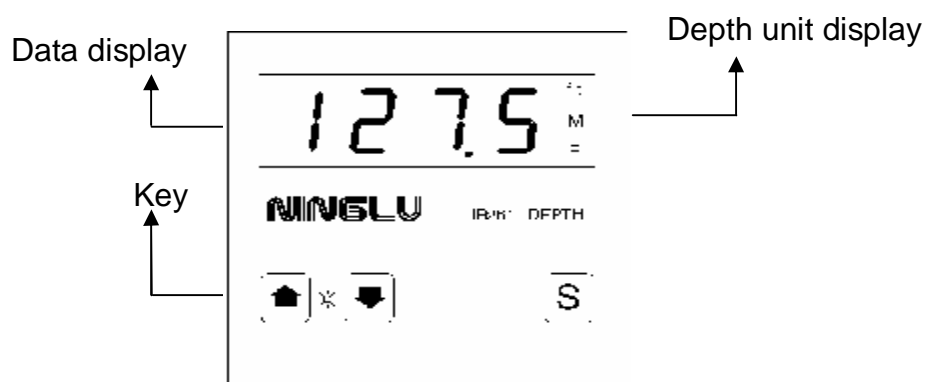 Depth unit display
Data display
127.5
M
Key
NINGLU DEPTH
S